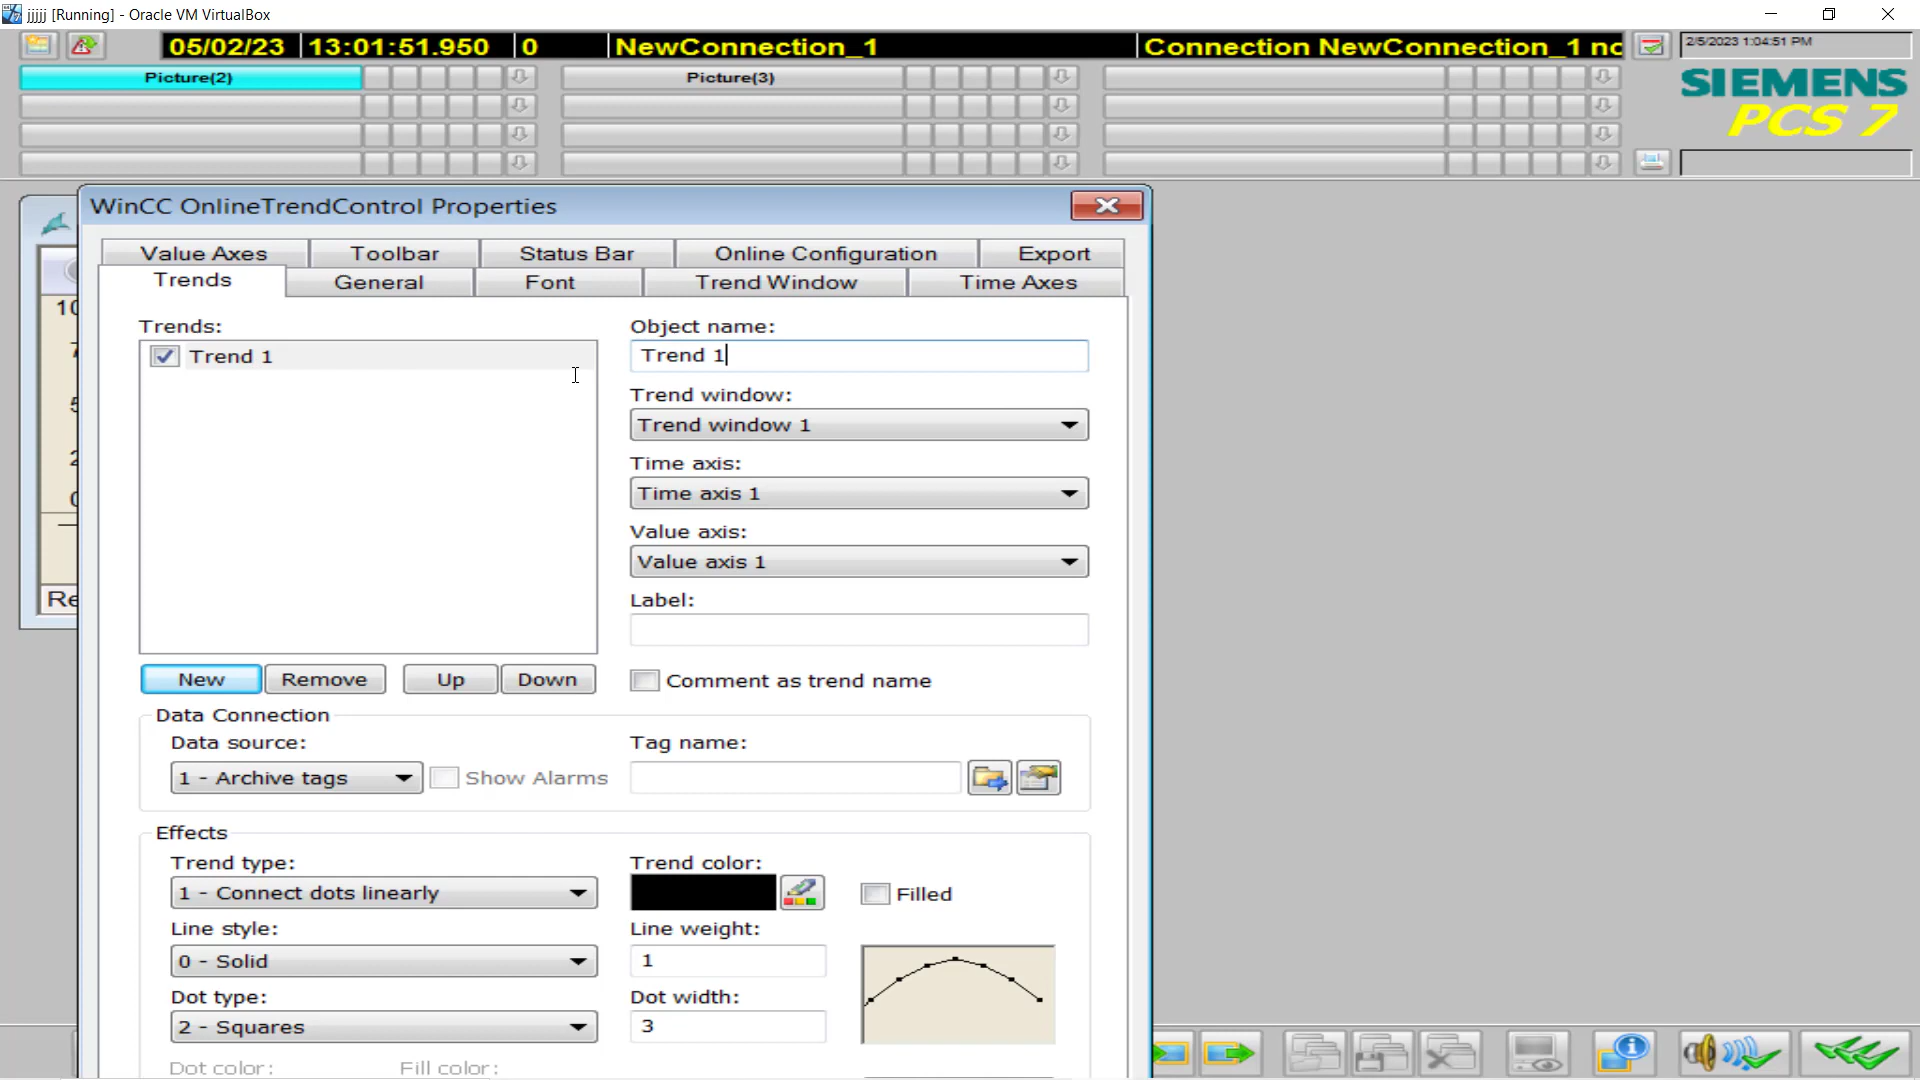 jjjjj [Running] - Oracle VM VirtualBox
05/02/23 13:01:51.950 0 NewConnection_1 Connection NewConnection_1 nc
2/5/2023 1:04:51 PM
Picture(2) Picture(3)
SIEMENS
PCS 7
WinCC OnlineTrendControl Properties
Value Axes Toolbar Status Bar Online Configuration Export
Trends General Font Trend Window Time Axes
Trends:
Trend 1
Object name:
Trend 1
Trend window:
Trend window 1
Time axis:
Time axis 1
Value axis:
Value axis 1
Label:
New Remove Up Down
Comment as trend name
Data Connection
Data source:
1 - Archive tags
Show Alarms
Tag name:
Effects
Trend type:
1 - Connect dots linearly
Trend color:
Filled
Line style:
0 - Solid
Line weight:
1
Dot type:
2 - Squares
Dot width:
3
Dot color: Fill color:
10
2
0
Re